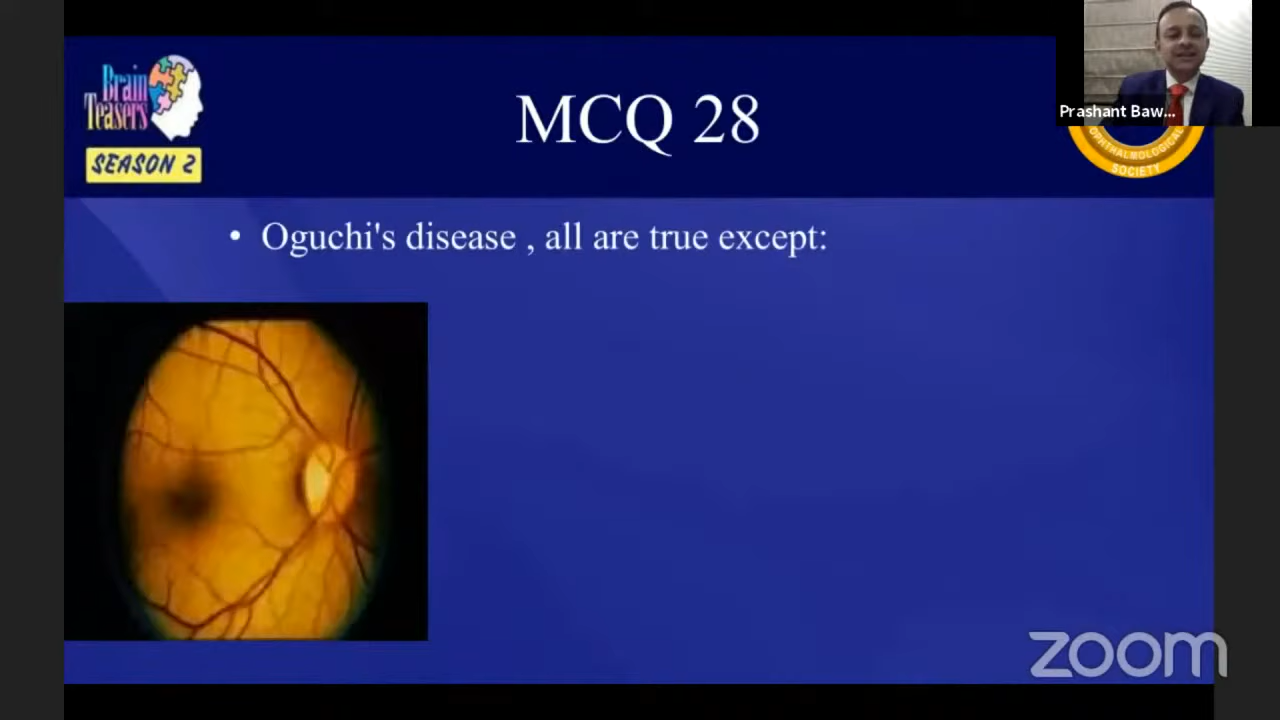 Brain
Teasers
SEASON 2
MCQ 28
Prashant Baw...
OPHTHALMOLOGICAL
SOCIETY
• Oguchi's disease , all are true except:
zoom